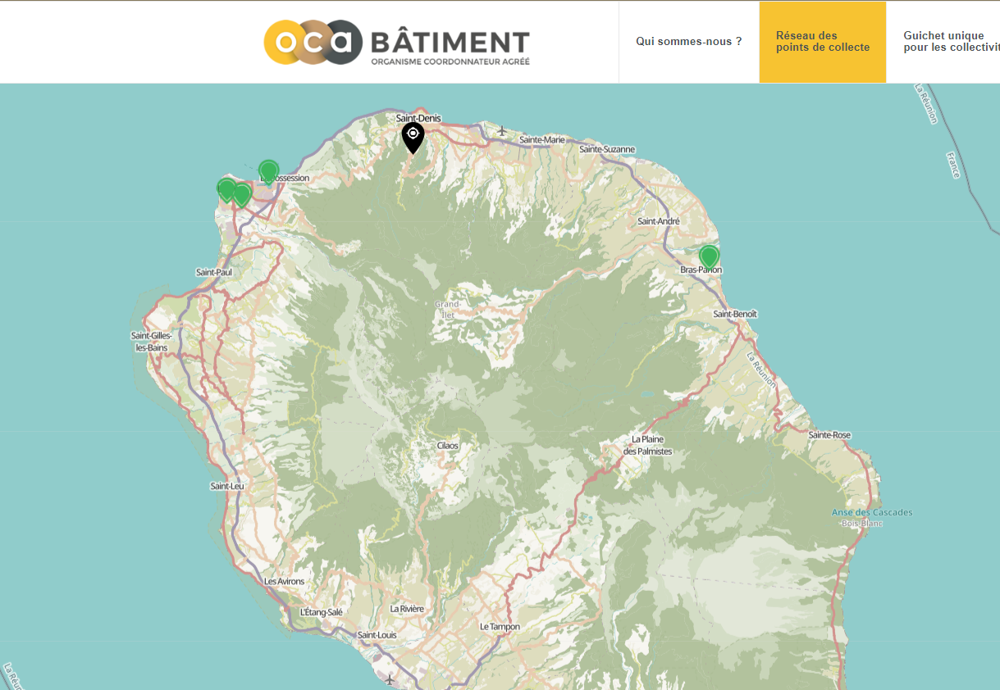 oca BÂTIMENT
ORGANISME COORDONNATEUR AGRÉÉ
Qui sommes-nous ?
Réseau des
points de collecte
Guichet unique
pour les collectivit
La Réunion
France
Saint-Denis
Sainte-Marie
Sainte-Suzanne
ossession
Saint-André
Saint-Paul
Bras-Panon
Grand-
Îlet
Saint-Benoît
Saint-Gilles-
les-Bains
La Réunion
Sainte-Rose
La Plaine
des Palmistes
Cilaos
Saint-Leu
Anse des Cascades
Bois-Blanc
Les Avirons
L'Étang-Salé
La Rivière
Le Tampon
Saint-Louis
La Réun